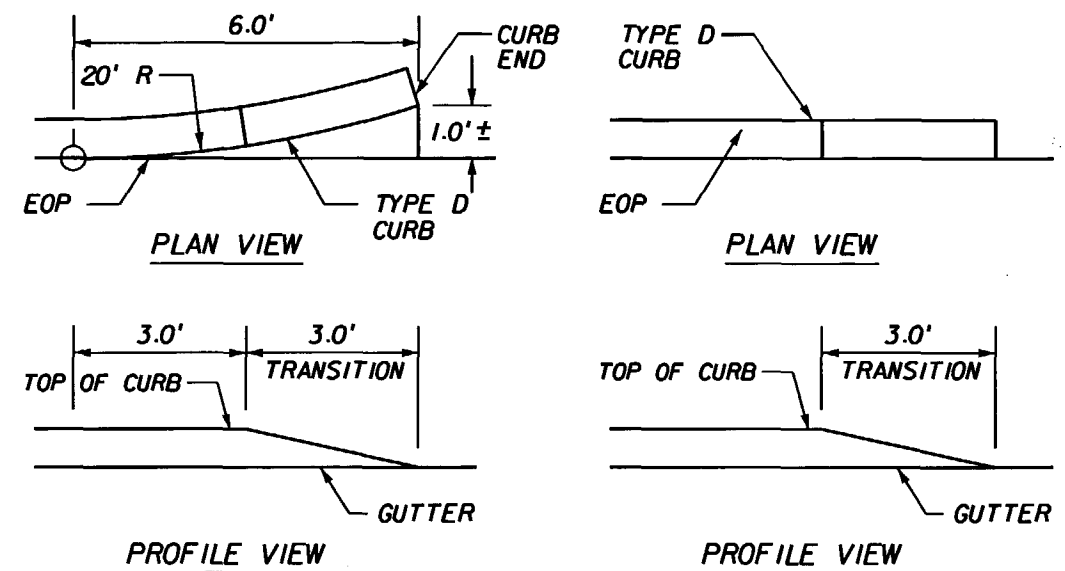 6.0'
CURB
END
20' R
1.0' ±
EOP
TYPE D
CURB
PLAN VIEW
TYPE D
CURB
EOP
PLAN VIEW
3.0'
3.0'
TRANSITION
TOP OF CURB
GUTTER
PROFILE VIEW
3.0'
TRANSITION
TOP OF CURB
GUTTER
PROFILE VIEW